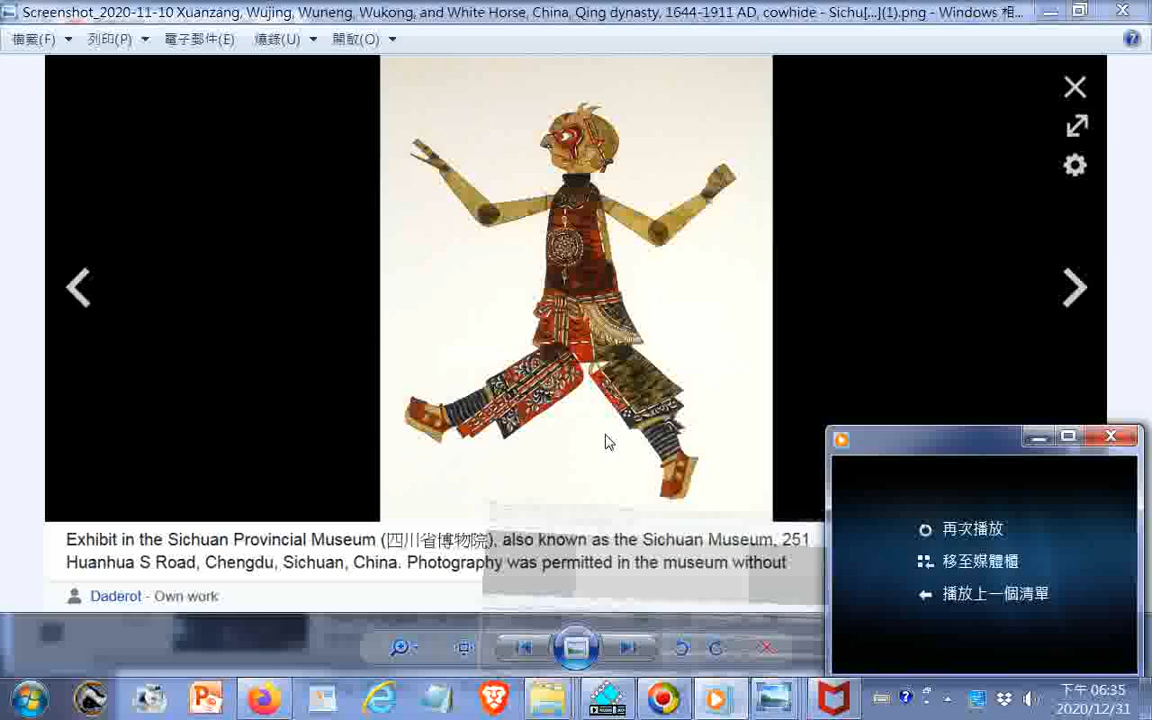 Screenshot_2020-11-10 Xuanzang, Wujing, Wuneng, Wukong, and White Horse, China, Qing dynasty, 1644-1911 AD, cowhide - Sichu[...](1).png - Windows 相...
檔案(F) 列印(P) 電子郵件(E) 燒錄(U) 開啟(O)
Exhibit in the Sichuan Provincial Museum (四川省博物院), also known as the Sichuan Museum, 251
Huanhua S Road, Chengdu, Sichuan, China. Photography was permitted in the museum without
Daderot - Own work
再次播放
移至媒體櫃
播放上一個清單
下午 06:35
2020/12/31